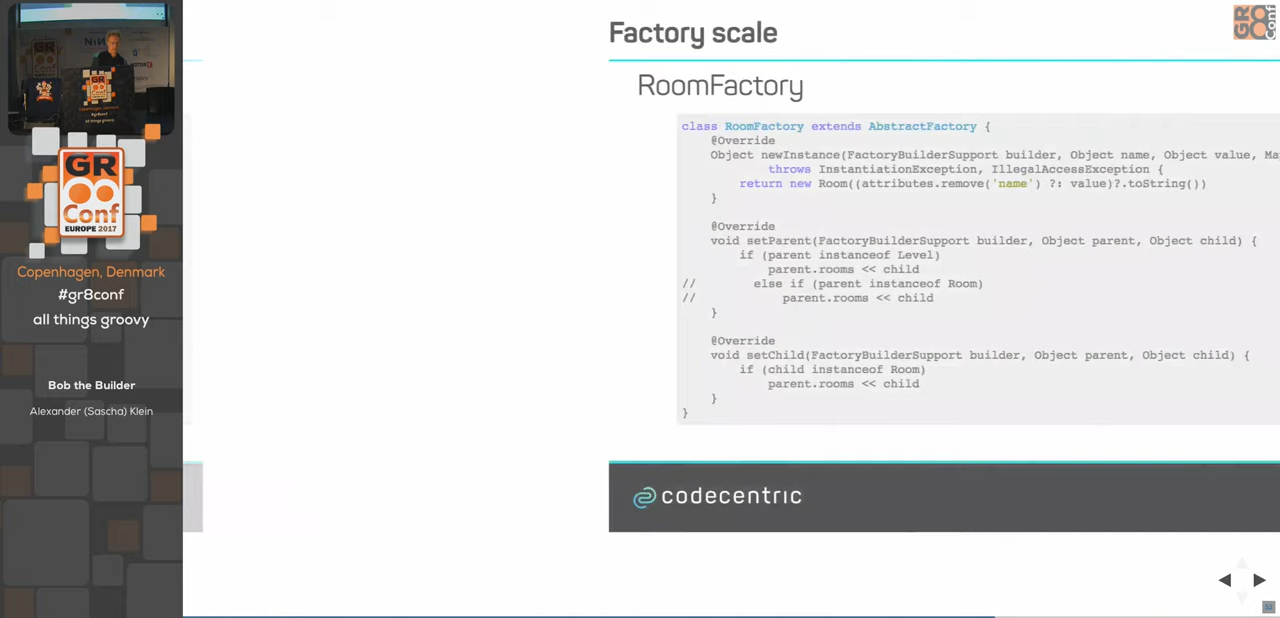 GR
Conf
EUROPE 2017
Copenhagen, Denmark
#gr8conf
all things groovy
Bob the Builder
Alexander (Sascha) Klein
Factory scale
RoomFactory
class RoomFactory extends AbstractFactory {
@Override
Object newInstance(FactoryBuilderSupport builder, Object name, Object value, Ma
throws InstantiationException, IllegalAccessException {
return new Room((attributes.remove('name') ?: value)?.toString())
}
@Override
void setParent(FactoryBuilderSupport builder, Object parent, Object child) {
if (parent instanceof Level)
parent.rooms << child
// else if (parent instanceof Room)
// parent.rooms << child
}
@Override
void setChild(FactoryBuilderSupport builder, Object parent, Object child) {
if (child instanceof Room)
parent.rooms << child
}
}
codecentric
GR
Conf
53